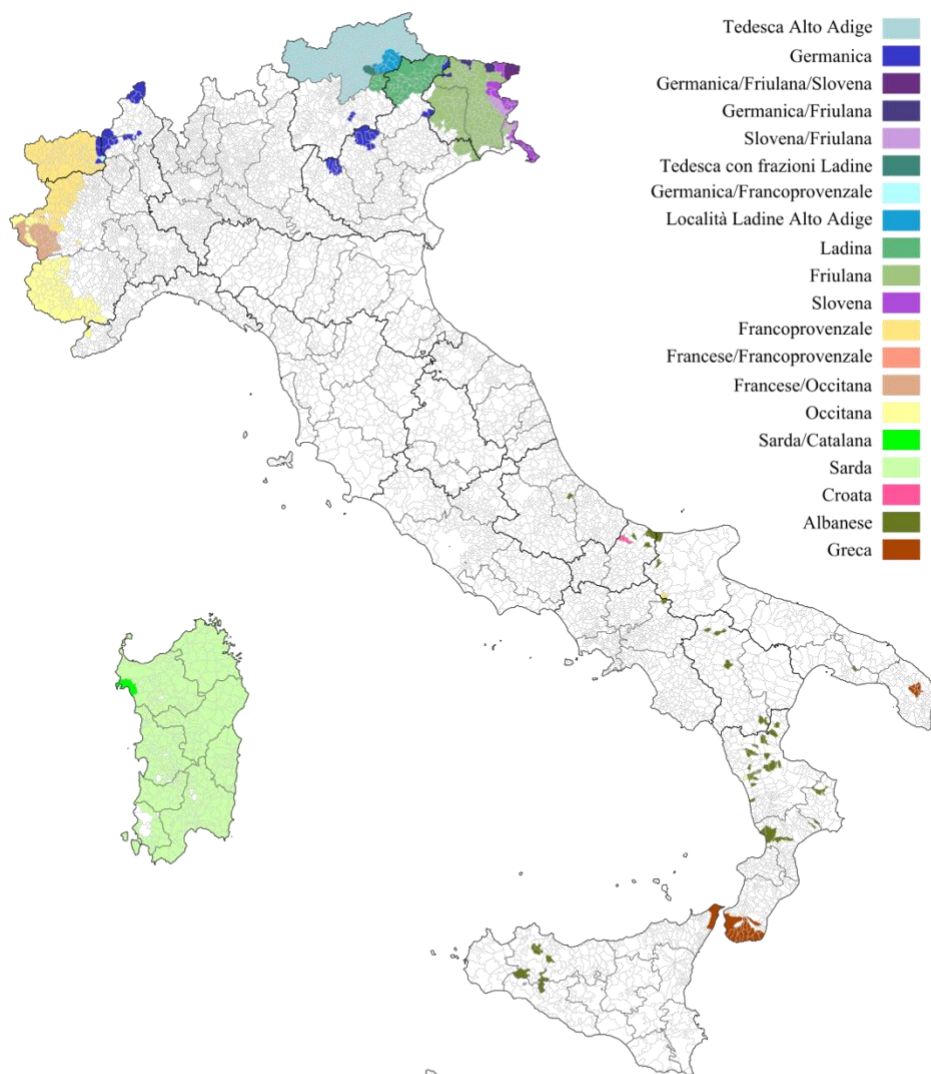 Tedesca Alto Adige
Germanica
Germanica/Friulana/Slovena
Germanica/Friulana
Slovena/Friulana
Tedesca con frazioni Ladine
Germanica/Francoprovenzale
Località Ladine Alto Adige
Ladina
Friulana
Slovena
Francoprovenzale
Francese/Francoprovenzale
Francese/Occitana
Occitana
Sarda/Catalana
Sarda
Croata
Albanese
Greca